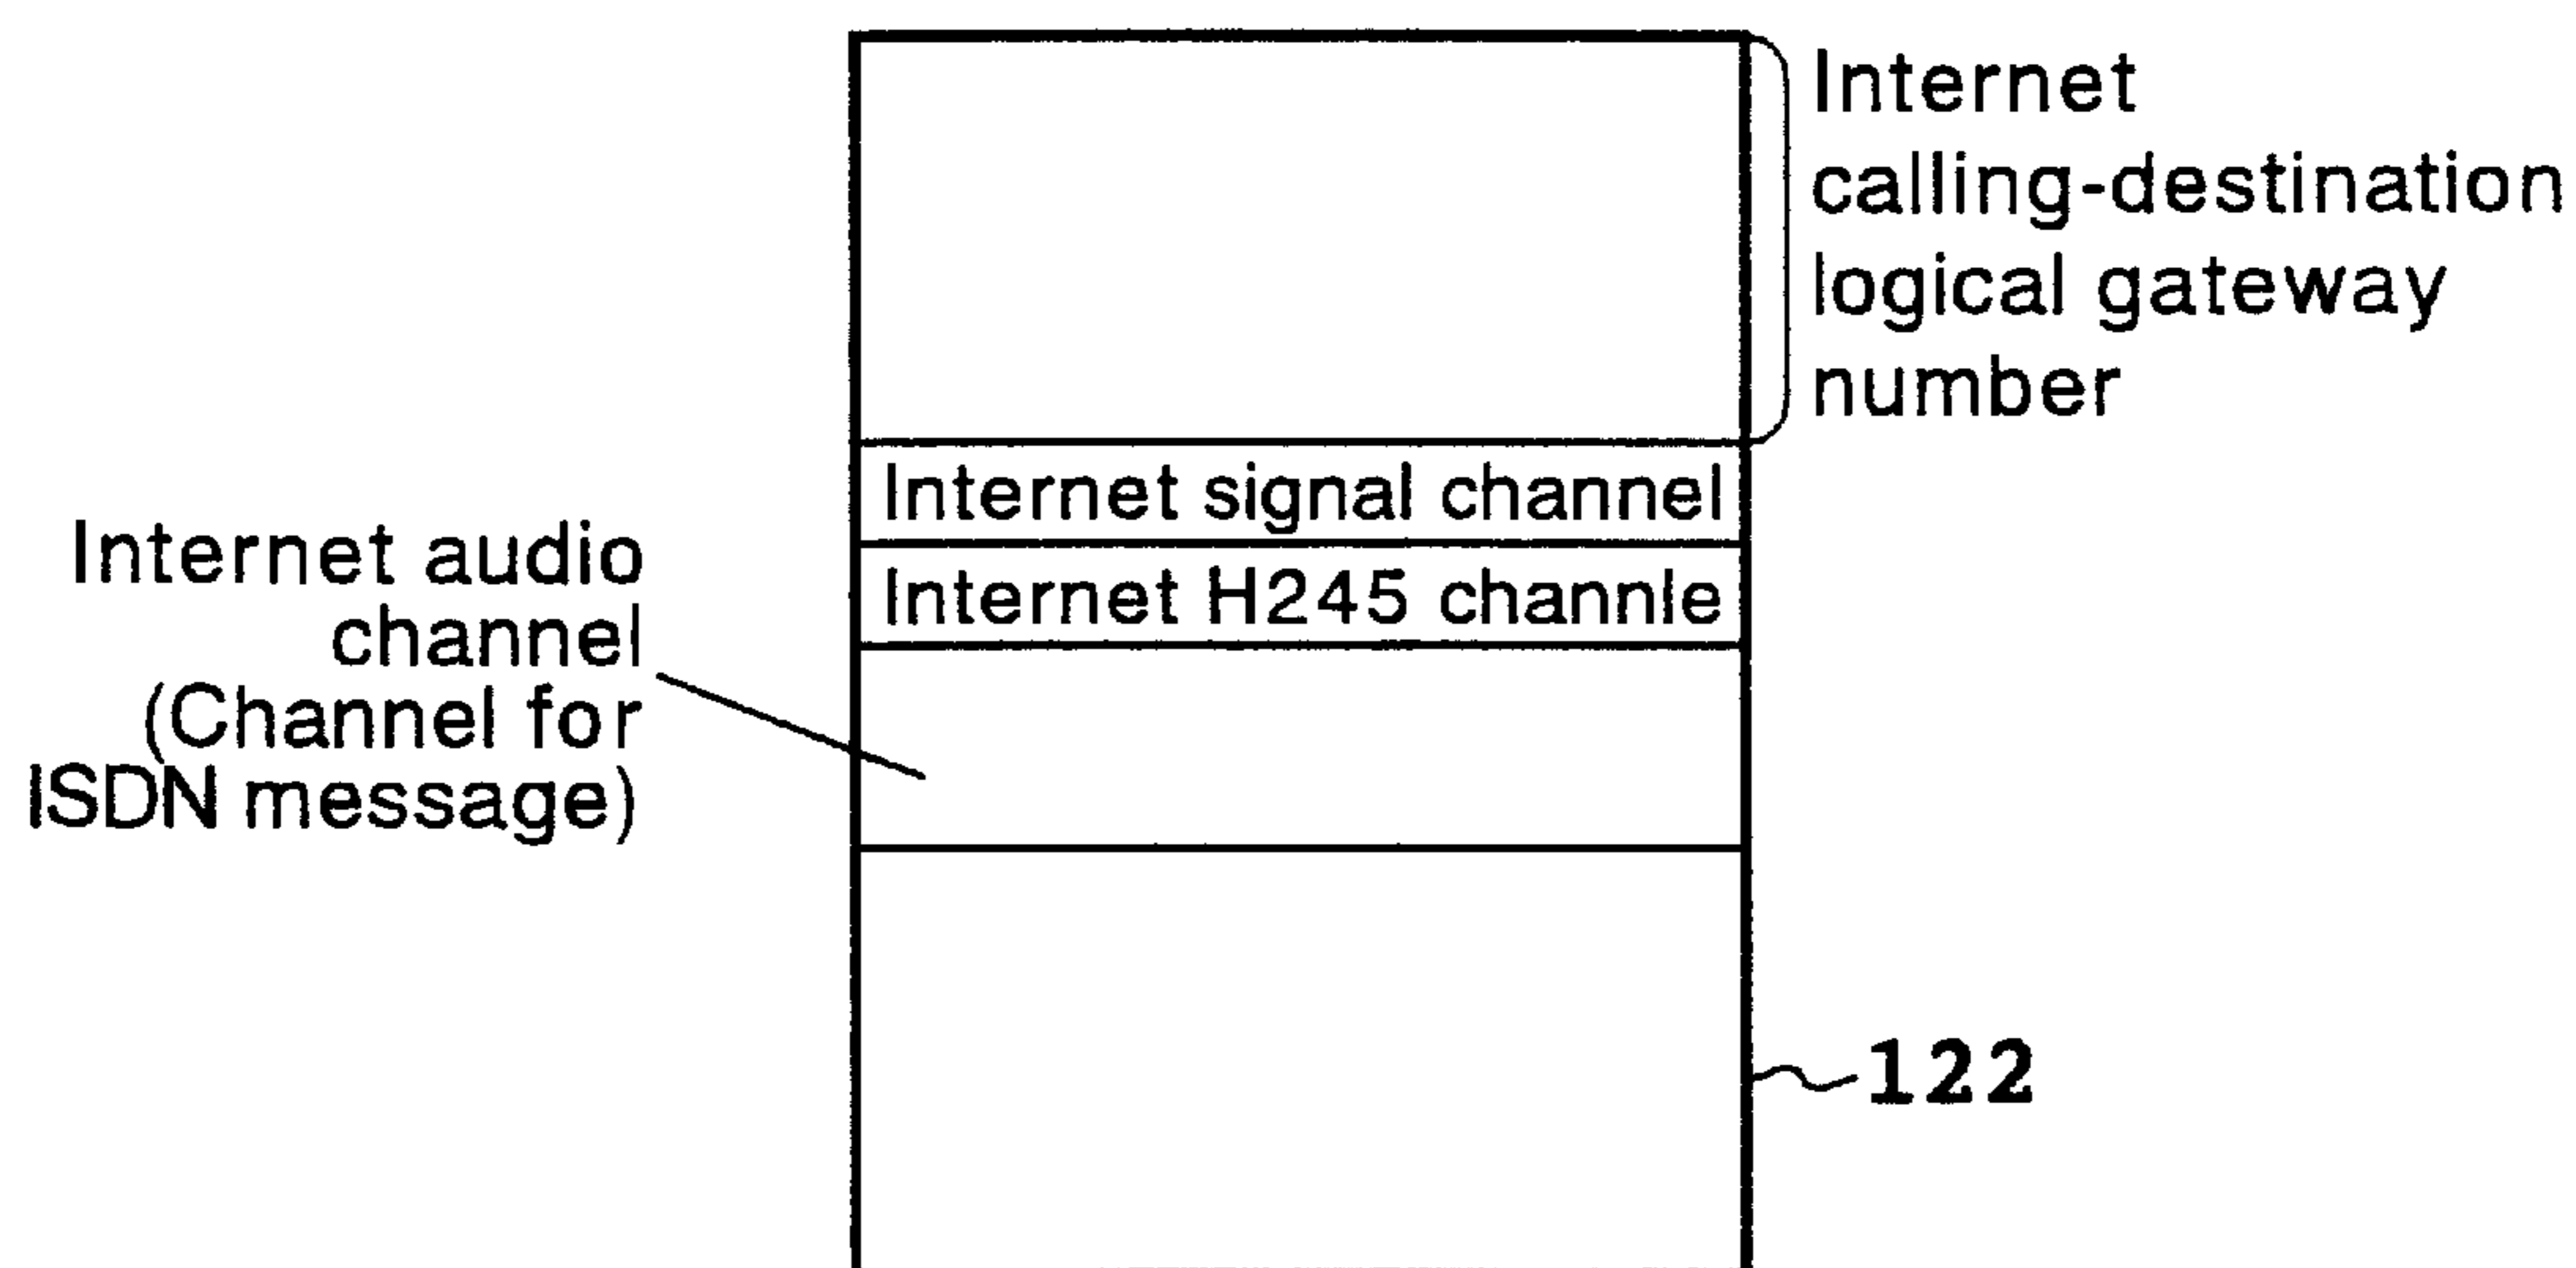 Internet
calling-destination
logical gateway
number
Internet signal channel
Internet H245 channle
Internet audio
channel
(Channel for
ISDN message)
122